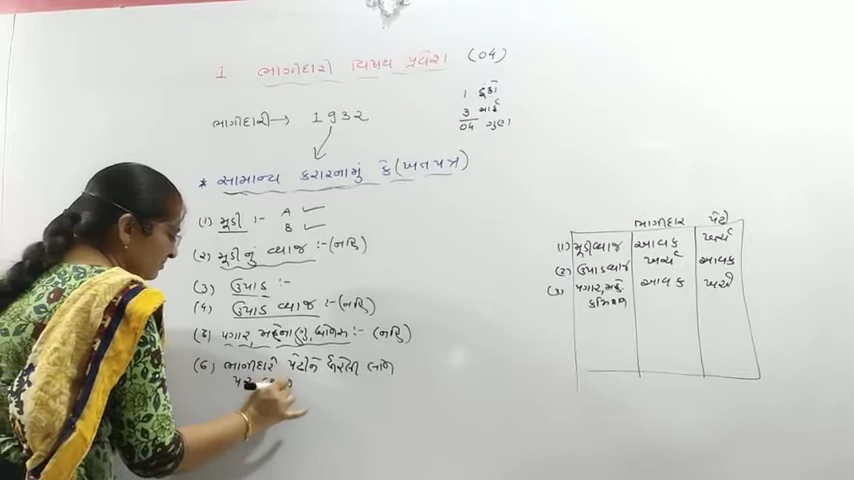 1. ભાગીદારી વિષય પ્રવેશ (04)
1 ટૂંકો
3 માર્ક
04 ગુણ
ભાગીદારી → 1932
* સામાન્ય કરારનામું કે (ખતપત્ર)
(1) મૂડી :- A ✓
B ✓
(2) મૂડીનું વ્યાજ :- (નહિ)
(3) ઉપાડ :-
(4) ઉપાડ વ્યાજ :- (નહિ)
(5) પગાર, મહેનતાણુ, બોનસ :- (નહિ)
(6) ભાગીદારી પેઢીને ધીરેલી લોન
પર
ભાગીદાર પેઢી
(1) મૂડીવ્યાજ આવક ખર્ચ
(2) ઉપાડવ્યાજ ખર્ચ આવક
(3) પગાર, મહે આવક ખર્ચ
કમિશન